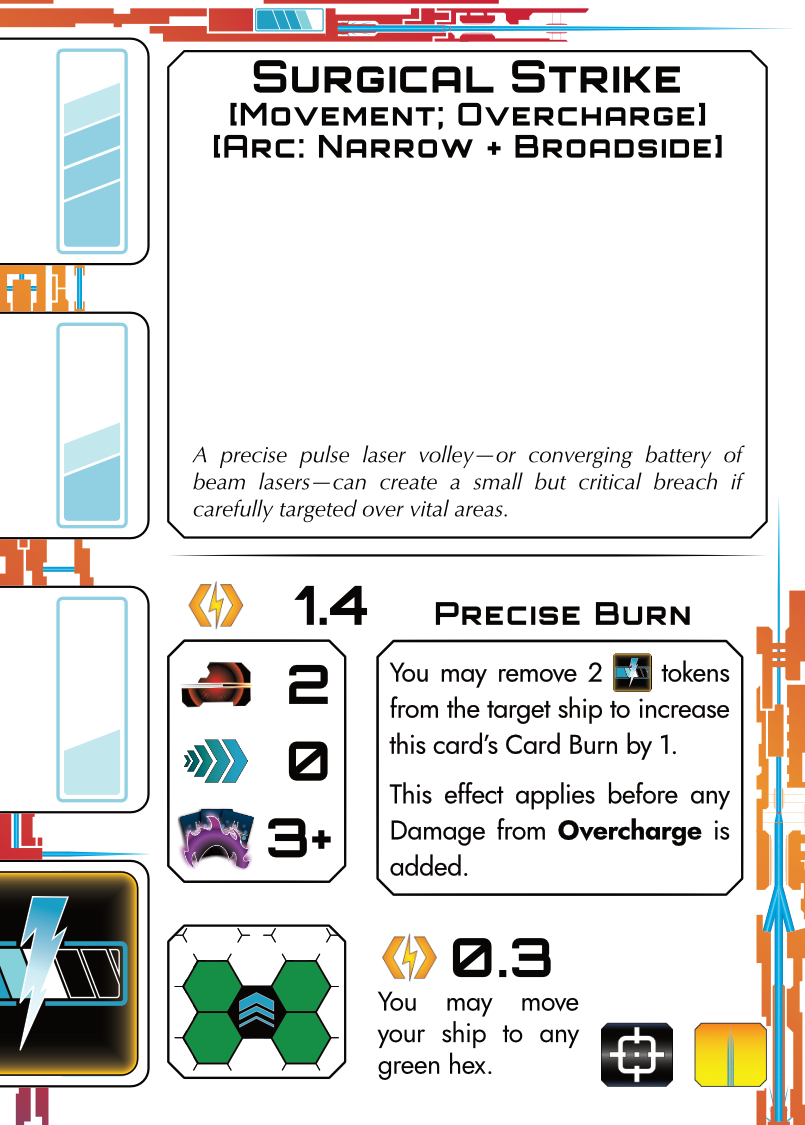 Surgical Strike
[Movement; Overcharge]
[Arc: Narrow + Broadside]
A precise pulse laser volley—or converging battery of
beam lasers—can create a small but critical breach if
carefully targeted over vital areas.
1.4
Precise Burn
2
0
3+
You may remove 2 tokens
from the target ship to increase
this card's Card Burn by 1.
This effect applies before any
Damage from Overcharge is
added.
0.3
You may move
your ship to any
green hex.